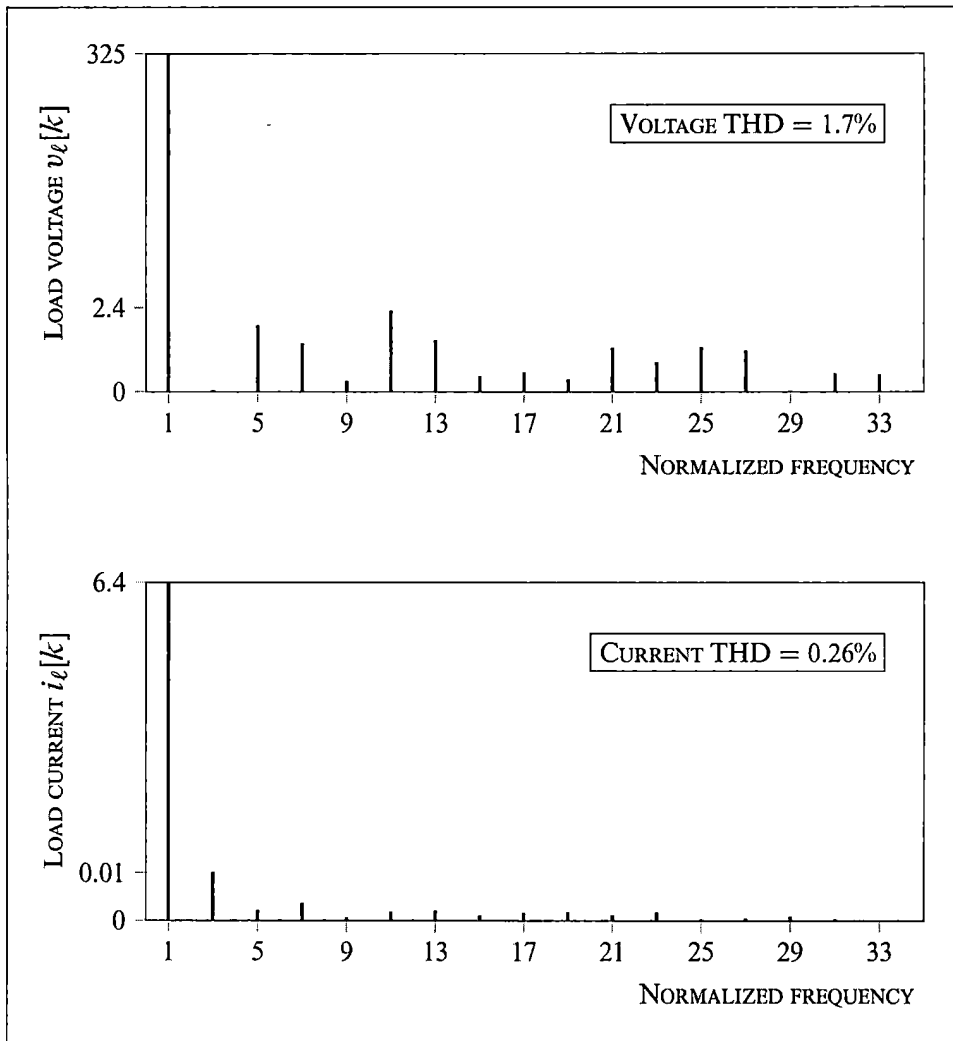 325
LOAD VOLTAGE vℓ[k]
VOLTAGE THD = 1.7%
2.4
0
1 5 9 13 17 21 25 29 33
NORMALIZED FREQUENCY
6.4
LOAD CURRENT iℓ[k]
CURRENT THD = 0.26%
0.01
0
1 5 9 13 17 21 25 29 33
NORMALIZED FREQUENCY